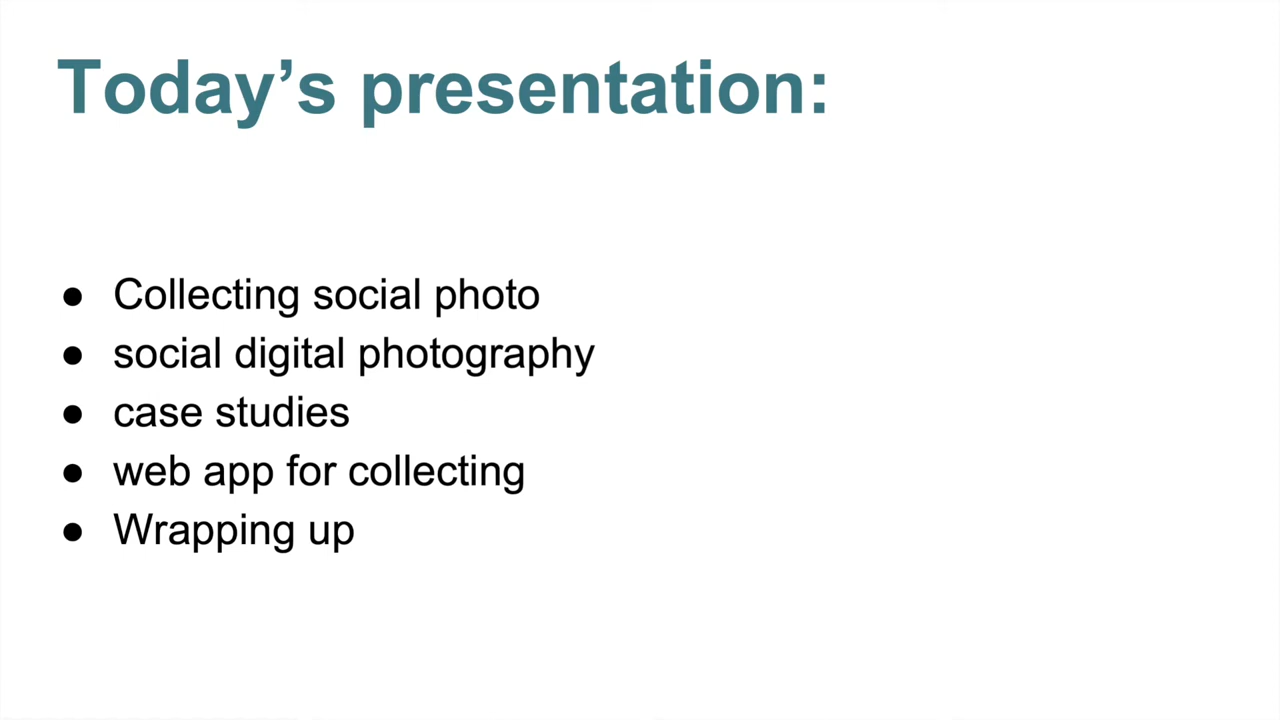 Today’s presentation:
● Collecting social photo
● social digital photography
● case studies
● web app for collecting
● Wrapping up